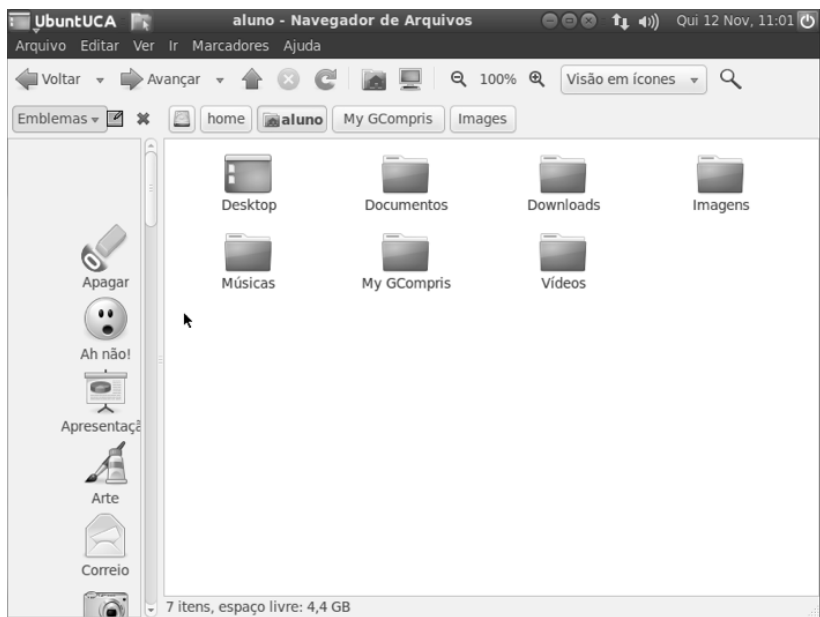 UbuntUCA aluno - Navegador de Arquivos Qui 12 Nov, 11:01
Arquivo Editar Ver Ir Marcadores Ajuda
Voltar Avançar 100% Visão em ícones
Emblemas home aluno My GCompris Images
Desktop Documentos Downloads Imagens
Músicas My GCompris Vídeos
Apagar
Ah não!
Apresentaçã
Arte
Correio
7 itens, espaço livre: 4,4 GB